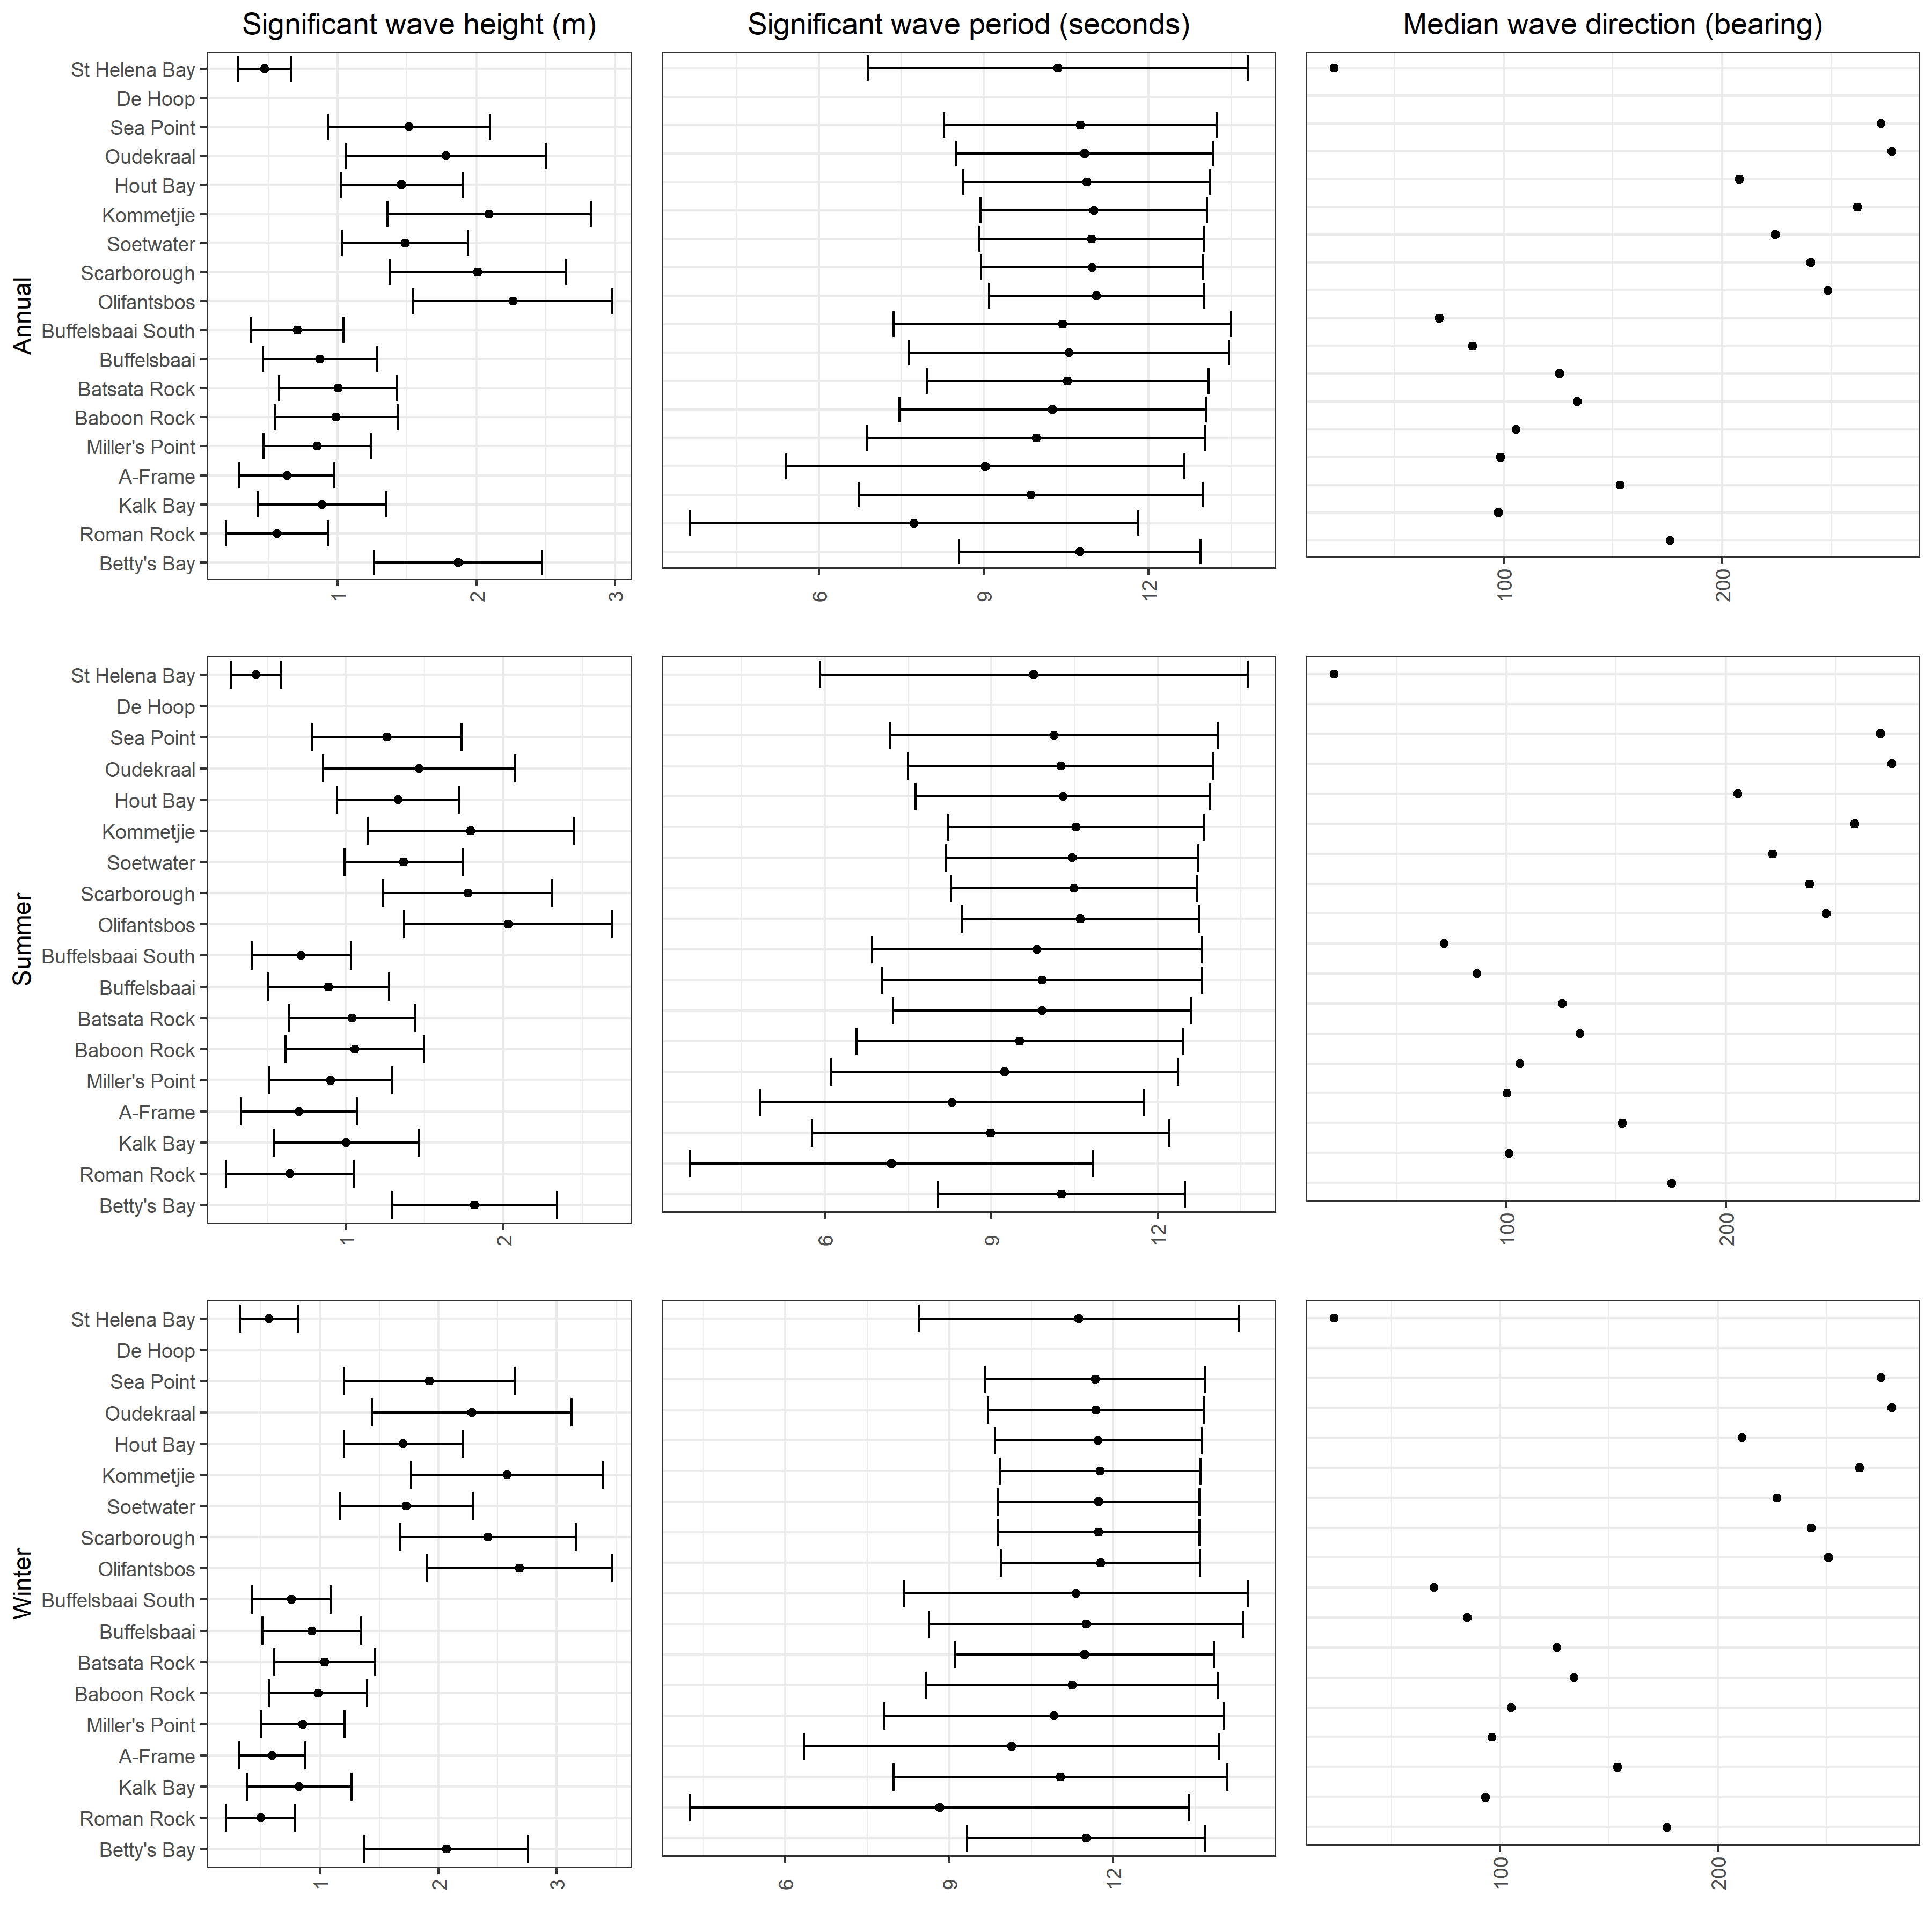 Significant wave height (m) Significant wave period (seconds) Median wave direction (bearing)
Annual
St Helena Bay
De Hoop
Sea Point
Oudekraal
Hout Bay
Kommetjie
Soetwater
Scarborough
Olifantsbos
Buffelsbaai South
Buffelsbaai
Batsata Rock
Baboon Rock
Miller's Point
A-Frame
Kalk Bay
Roman Rock
Betty's Bay
1 2 3 6 9 12 100 200
Summer
St Helena Bay
De Hoop
Sea Point
Oudekraal
Hout Bay
Kommetjie
Soetwater
Scarborough
Olifantsbos
Buffelsbaai South
Buffelsbaai
Batsata Rock
Baboon Rock
Miller's Point
A-Frame
Kalk Bay
Roman Rock
Betty's Bay
1 2 6 9 12 100 200
Winter
St Helena Bay
De Hoop
Sea Point
Oudekraal
Hout Bay
Kommetjie
Soetwater
Scarborough
Olifantsbos
Buffelsbaai South
Buffelsbaai
Batsata Rock
Baboon Rock
Miller's Point
A-Frame
Kalk Bay
Roman Rock
Betty's Bay
1 2 3 6 9 12 100 200